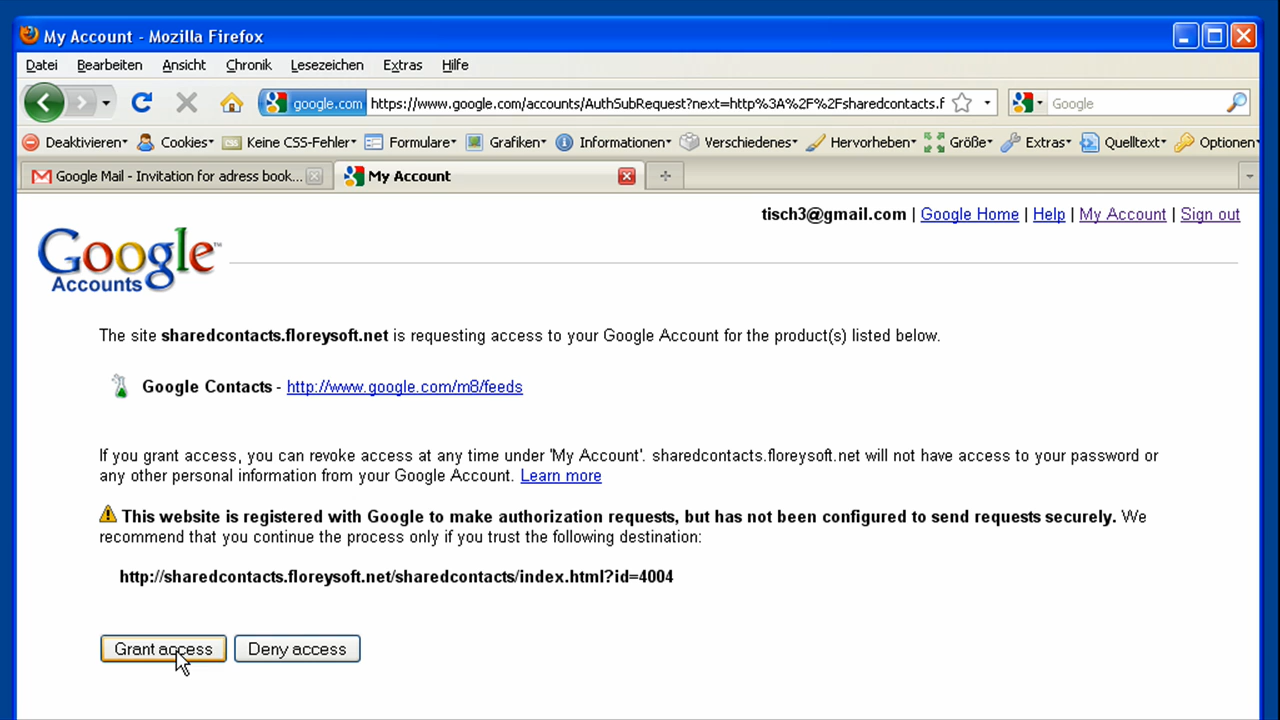 My Account - Mozilla Firefox
Datei Bearbeiten Ansicht Chronik Lesezeichen Extras Hilfe
google.com https://www.google.com/accounts/AuthSubRequest?next=http%3A%2F%2Fsharedcontacts.f Google
Deaktivieren Cookies Keine CSS-Fehler Formulare Grafiken Informationen Verschiedenes Hervorheben Größe Extras Quelltext Optionen
Google Mail - Invitation for adress book... My Account
tisch3@gmail.com | Google Home | Help | My Account | Sign out
Google™
Accounts
The site sharedcontacts.floreysoft.net is requesting access to your Google Account for the product(s) listed below.
Google Contacts - http://www.google.com/m8/feeds
If you grant access, you can revoke access at any time under 'My Account'. sharedcontacts.floreysoft.net will not have access to your password or
any other personal information from your Google Account. Learn more
This website is registered with Google to make authorization requests, but has not been configured to send requests securely. We
recommend that you continue the process only if you trust the following destination:
http://sharedcontacts.floreysoft.net/sharedcontacts/index.html?id=4004
Grant access Deny access